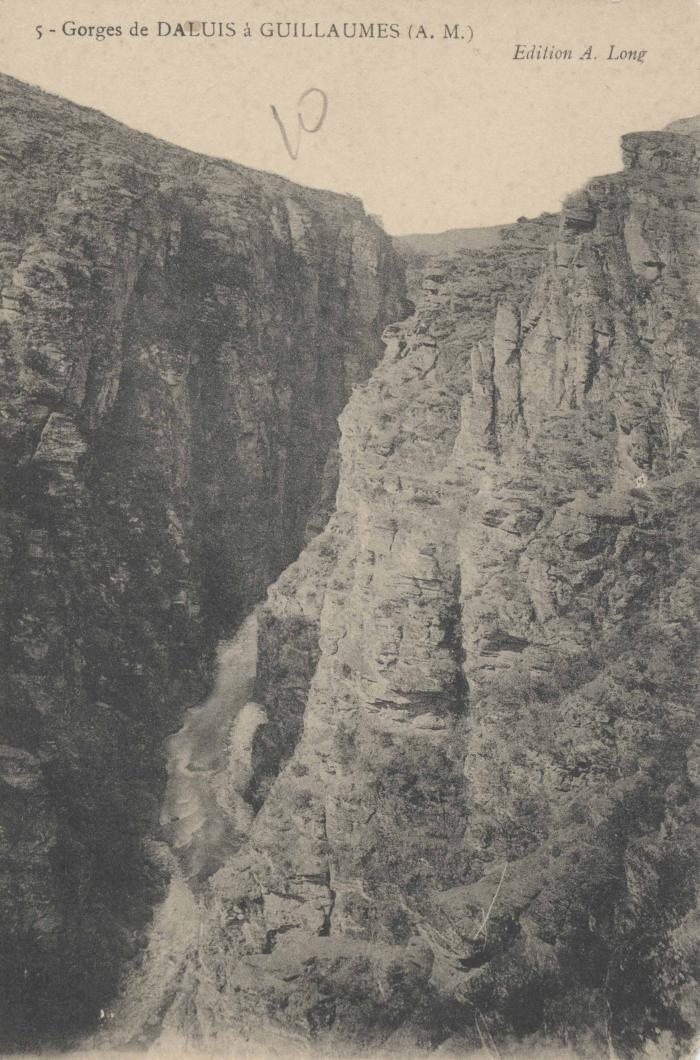 5 - Gorges de DALUIS à GUILLAUMES (A. M.)
Edition A. Long